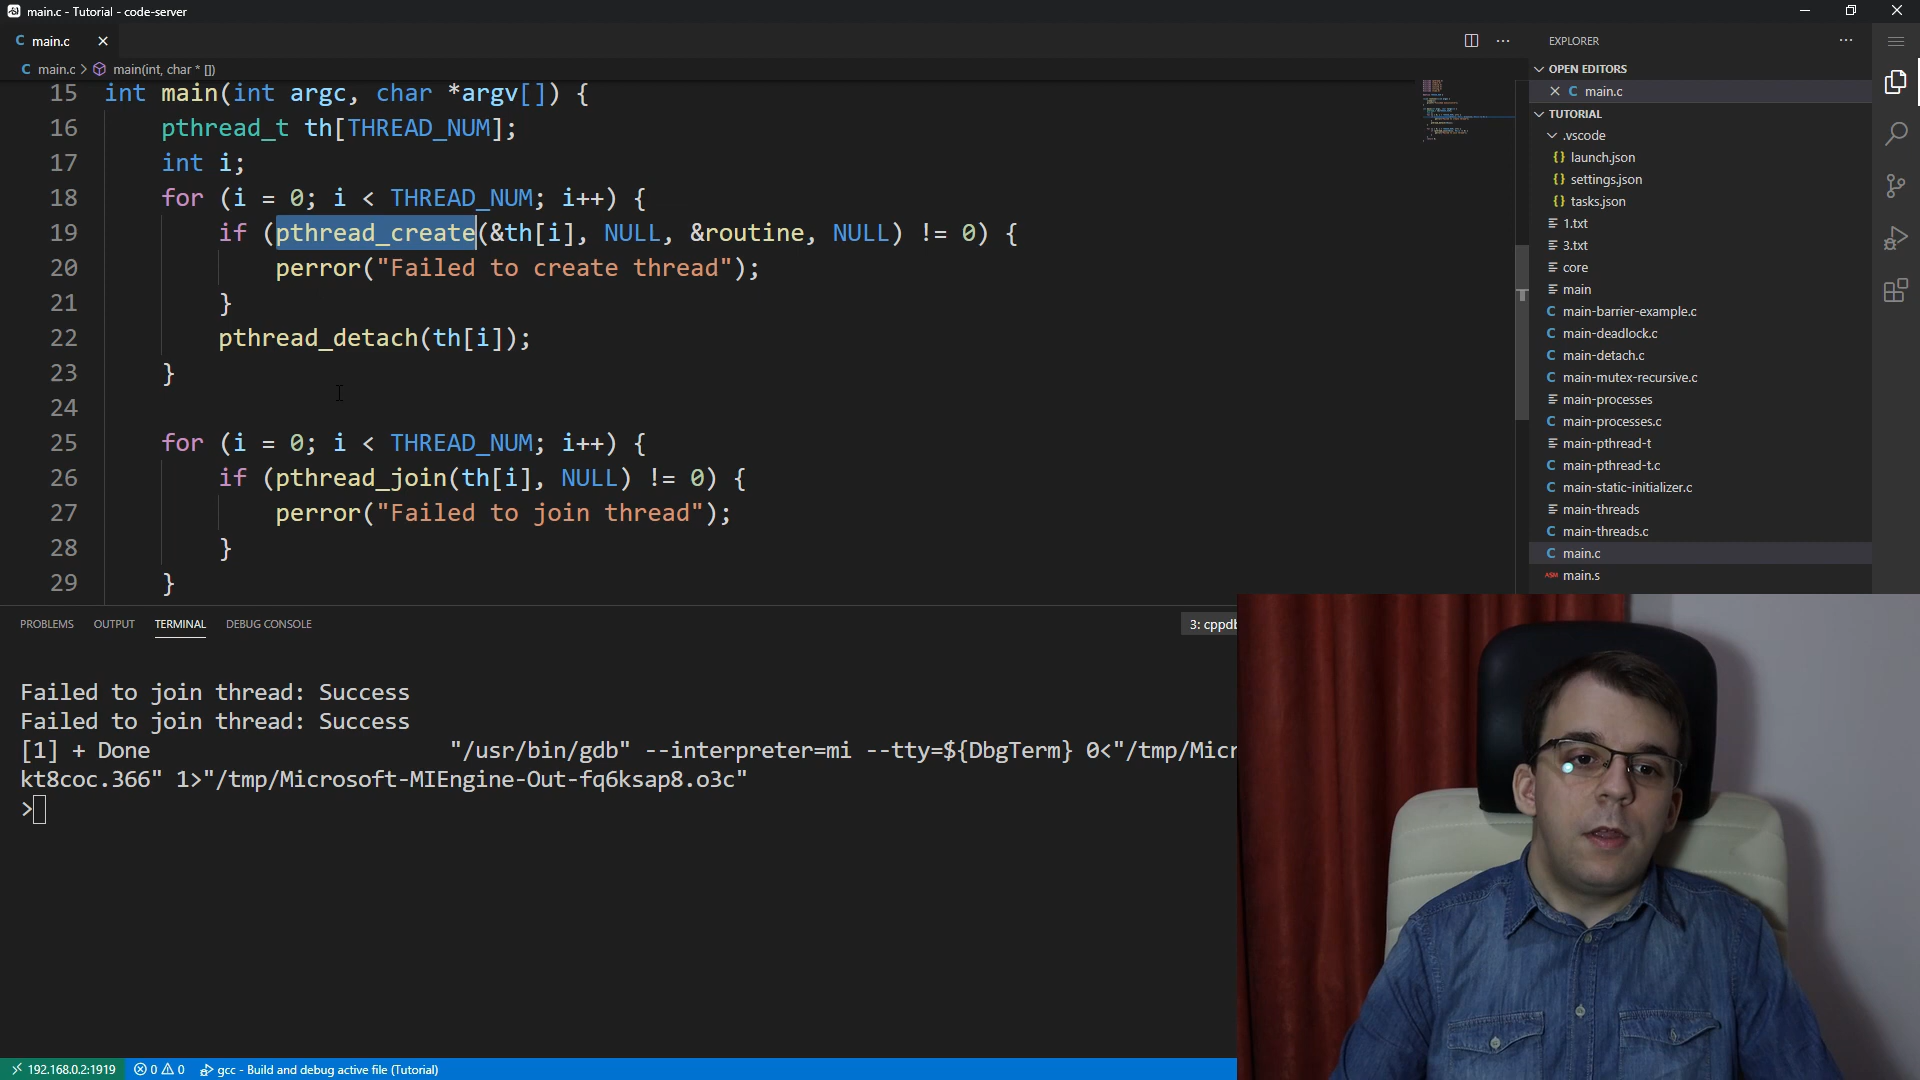 main.c - Tutorial - code-server
main.c
main.c > main(int, char * [])
15 int main(int argc, char *argv[]) {
16 pthread_t th[THREAD_NUM];
17 int i;
18 for (i = 0; i < THREAD_NUM; i++) {
19 if (pthread_create(&th[i], NULL, &routine, NULL) != 0) {
20 perror("Failed to create thread");
21 }
22 pthread_detach(th[i]);
23 }
24
25 for (i = 0; i < THREAD_NUM; i++) {
26 if (pthread_join(th[i], NULL) != 0) {
27 perror("Failed to join thread");
28 }
29 }
PROBLEMS OUTPUT TERMINAL DEBUG CONSOLE
3: cppdb
Failed to join thread: Success
Failed to join thread: Success
[1] + Done "/usr/bin/gdb" --interpreter=mi --tty=${DbgTerm} 0<"/tmp/Micr
kt8coc.366" 1>"/tmp/Microsoft-MIEngine-Out-fq6ksap8.o3c"
>
192.168.0.2:1919 0 0 gcc - Build and debug active file (Tutorial)
EXPLORER
OPEN EDITORS
C main.c
TUTORIAL
.vscode
{} launch.json
{} settings.json
{} tasks.json
1.txt
3.txt
core
main
C main-barrier-example.c
C main-deadlock.c
C main-detach.c
C main-mutex-recursive.c
main-processes
C main-processes.c
main-pthread-t
C main-pthread-t.c
C main-static-initializer.c
main-threads
C main-threads.c
C main.c
ASM main.s